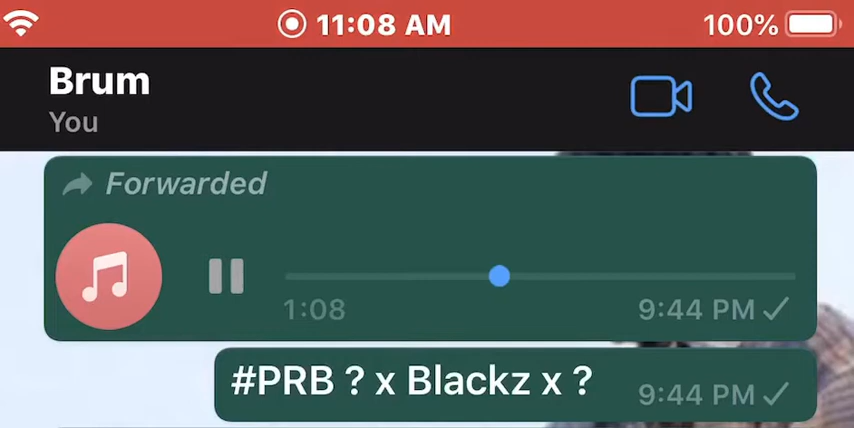 11:08 AM
100%
Brum
You
Forwarded
1:08
9:44 PM
#PRB ? x Blackz x ?
9:44 PM